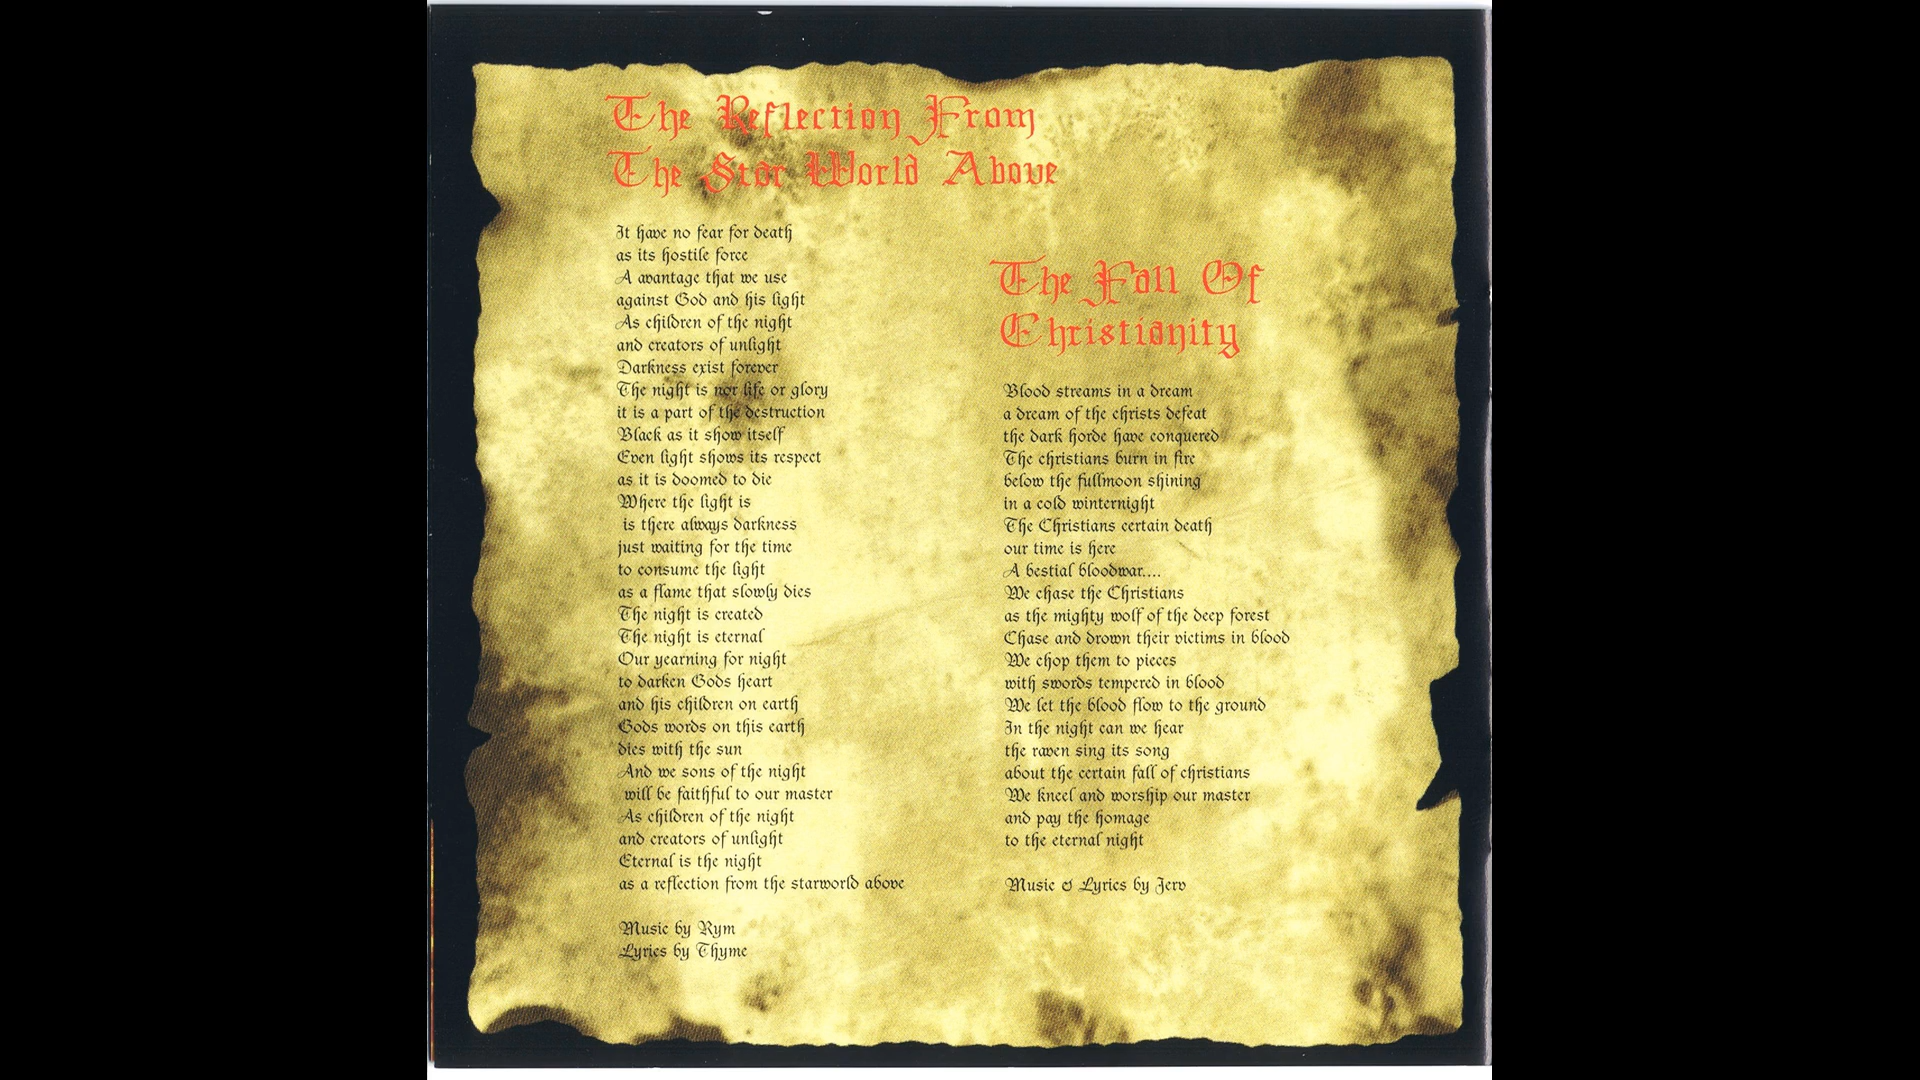 The Reflection From
The Star World Above
It have no fear for death
as its hostile force
A avantage that we use
against God and his light
As children of the night
and creators of unlight
Darkness exist forever
The night is nor life or glory
it is a part of the destruction
Black as it show itself
Even light shows its respect
as it is doomed to die
Where the light is
is there always darkness
just waiting for the time
to consume the light
as a flame that slowly dies
The night is created
The night is eternal
Our yearning for night
to darken Gods heart
and his children on earth
Gods words on this earth
dies with the sun
And we sons of the night
will be faithful to our master
As children of the night
and creators of unlight
Eternal is the night
as a reflection from the starworld above
Music by Rym
Lyrics by Thyme
The Fall Of
Christianity
Blood streams in a dream
a dream of the christs defeat
the dark horde have conquered
The christians burn in fire
below the fullmoon shining
in a cold winternight
The Christians certain death
our time is here
A bestial bloodwar....
We chase the Christians
as the mighty wolf of the deep forest
Chase and drown their victims in blood
We chop them to pieces
with swords tempered in blood
We let the blood flow to the ground
In the night can we hear
the raven sing its song
about the certain fall of christians
We kneel and worship our master
and pay the homage
to the eternal night
Music & Lyrics by Jerv